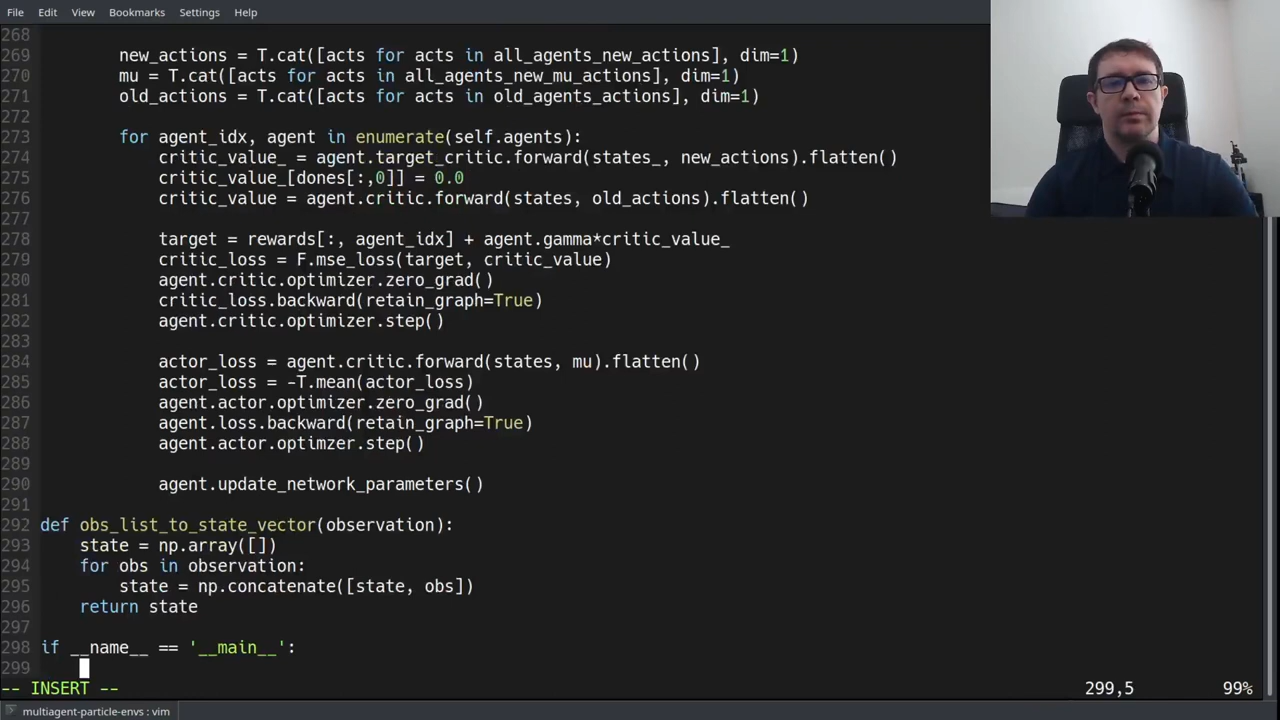 File Edit View Bookmarks Settings Help
268
269 new_actions = T.cat([acts for acts in all_agents_new_actions], dim=1)
270 mu = T.cat([acts for acts in all_agents_new_mu_actions], dim=1)
271 old_actions = T.cat([acts for acts in old_agents_actions], dim=1)
272
273 for agent_idx, agent in enumerate(self.agents):
274 critic_value_ = agent.target_critic.forward(states_, new_actions).flatten()
275 critic_value_[dones[:,0]] = 0.0
276 critic_value = agent.critic.forward(states, old_actions).flatten()
277
278 target = rewards[:, agent_idx] + agent.gamma*critic_value_
279 critic_loss = F.mse_loss(target, critic_value)
280 agent.critic.optimizer.zero_grad()
281 critic_loss.backward(retain_graph=True)
282 agent.critic.optimizer.step()
283
284 actor_loss = agent.critic.forward(states, mu).flatten()
285 actor_loss = -T.mean(actor_loss)
286 agent.actor.optimizer.zero_grad()
287 agent.loss.backward(retain_graph=True)
288 agent.actor.optimzer.step()
289
290 agent.update_network_parameters()
291
292 def obs_list_to_state_vector(observation):
293 state = np.array([])
294 for obs in observation:
295 state = np.concatenate([state, obs])
296 return state
297
298 if __name__ == '__main__':
299
-- INSERT -- 299,5 99%
multiagent-particle-envs : vim